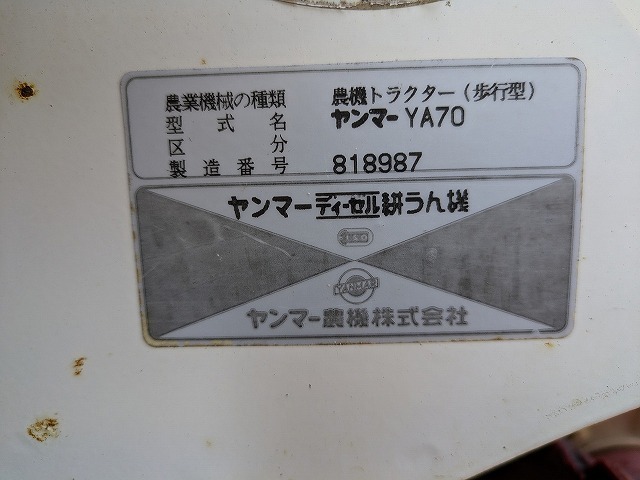 農業機械の種類 農機トラクター(歩行型)
型式名 ヤンマー YA70
区分
製造番号 818987
ヤンマーディーゼル耕うん機
YANMAR
ヤンマー農機株式会社